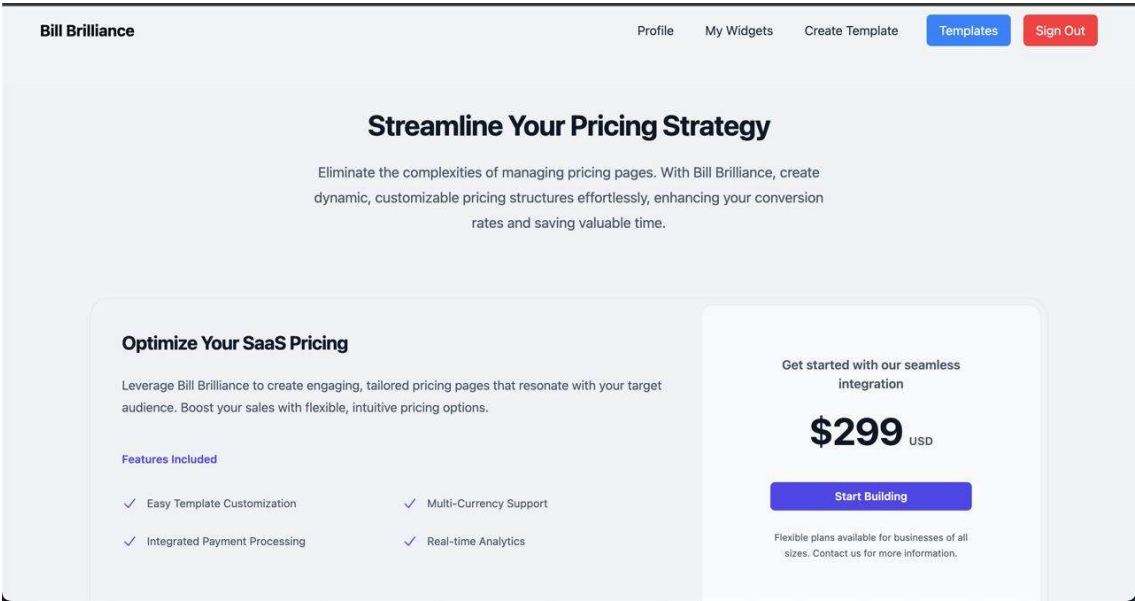 Bill Brilliance
Profile
My Widgets
Create Template
Templates
Sign Out
Streamline Your Pricing Strategy
Eliminate the complexities of managing pricing pages. With Bill Brilliance, create
dynamic, customizable pricing structures effortlessly, enhancing your conversion
rates and saving valuable time.
Optimize Your SaaS Pricing
Leverage Bill Brilliance to create engaging, tailored pricing pages that resonate with your target
audience. Boost your sales with flexible, intuitive pricing options.
Features Included
Easy Template Customization
Multi-Currency Support
Integrated Payment Processing
Real-time Analytics
Get started with our seamless
integration
$299 USD
Start Building
Flexible plans available for businesses of all
sizes. Contact us for more information.